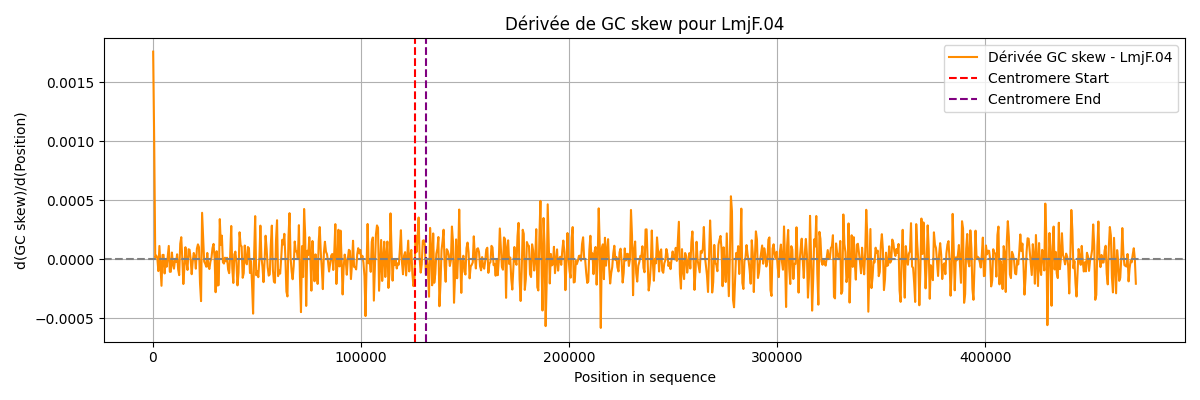 Dérivée de GC skew pour LmjF.04
Dérivée GC skew - LmjF.04
Centromere Start
Centromere End
d(GC skew)/d(Position)
0.0015
0.0010
0.0005
0.0000
−0.0005
0
100000
200000
300000
400000
Position in sequence